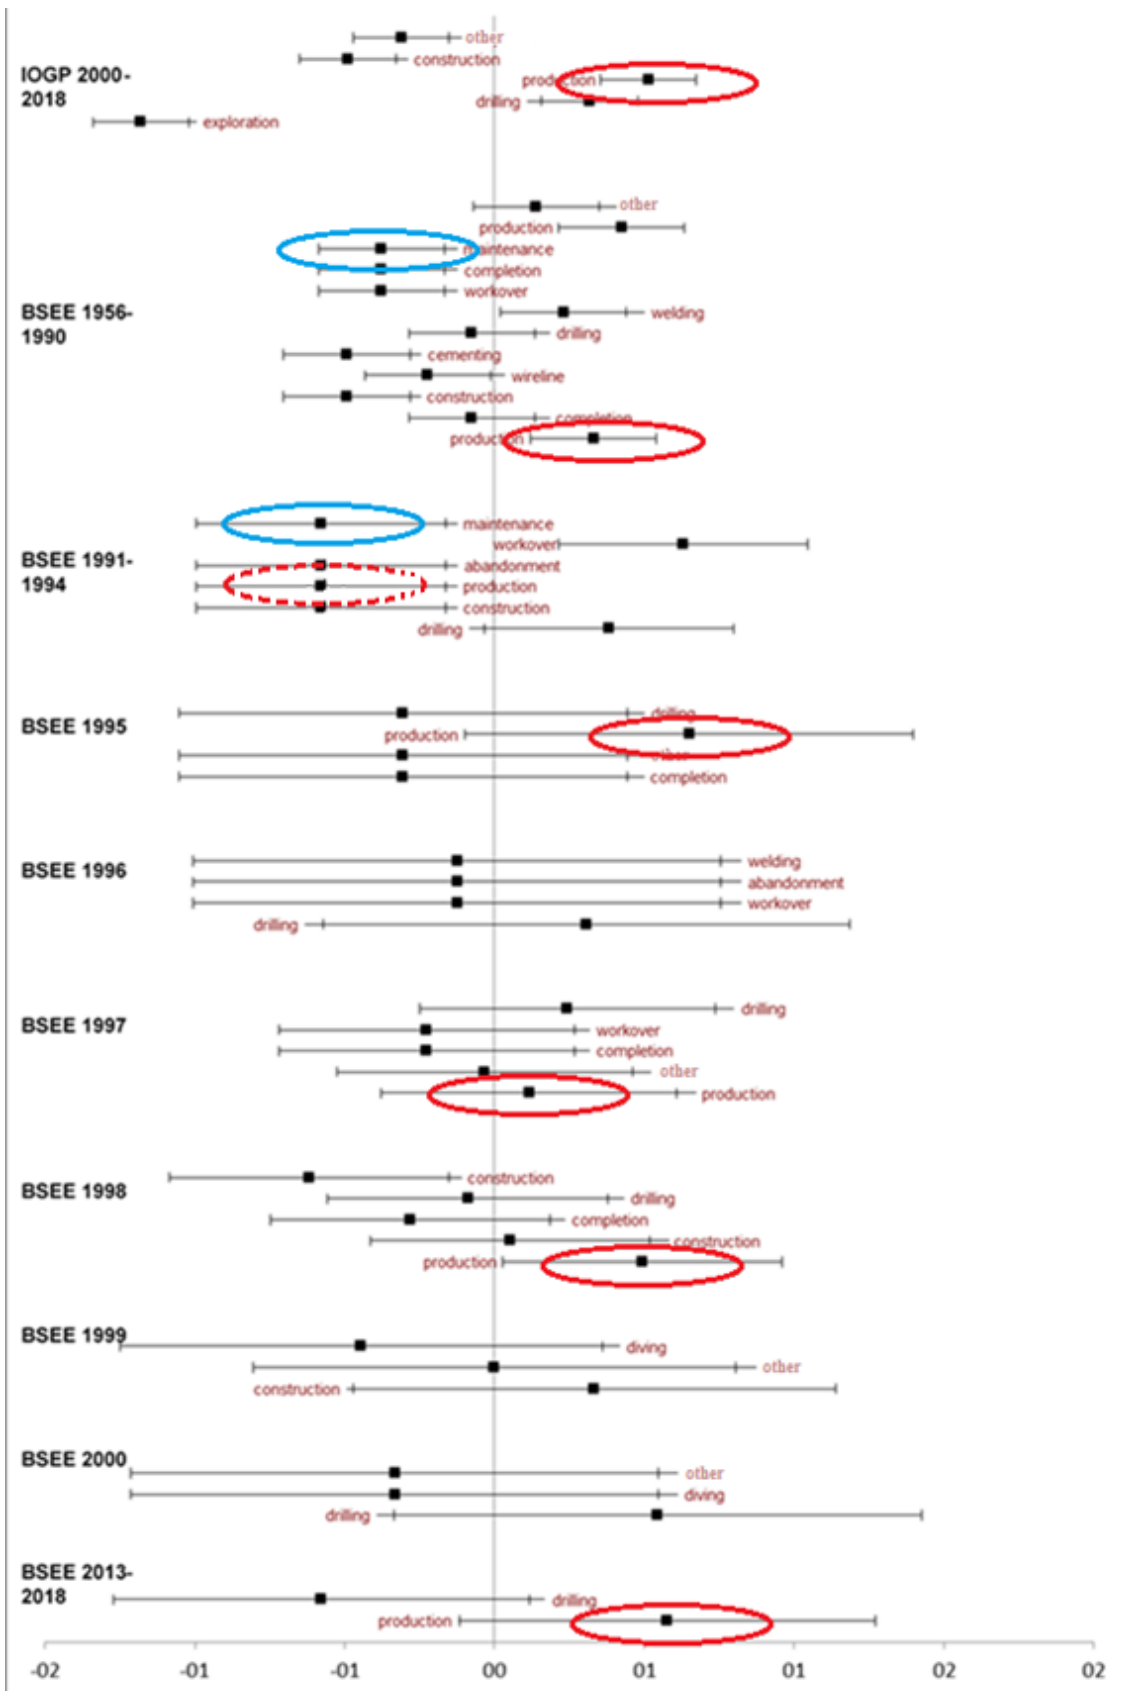 other
construction
IOGP 2000-
2018
production
drilling
exploration
other
production
maintenance
completion
workover
BSEE 1956-
1990
welding
drilling
cementing
wireline
construction
completion
production
maintenance
workover
BSEE 1991-
1994
abandonment
production
construction
drilling
drilling
BSEE 1995
production
other
completion
BSEE 1996
welding
abandonment
workover
drilling
drilling
BSEE 1997
workover
completion
other
production
construction
BSEE 1998
drilling
completion
construction
production
BSEE 1999
diving
other
construction
BSEE 2000
other
diving
drilling
BSEE 2013-
2018
drilling
production
-02 -01 -01 00 01 01 02 02